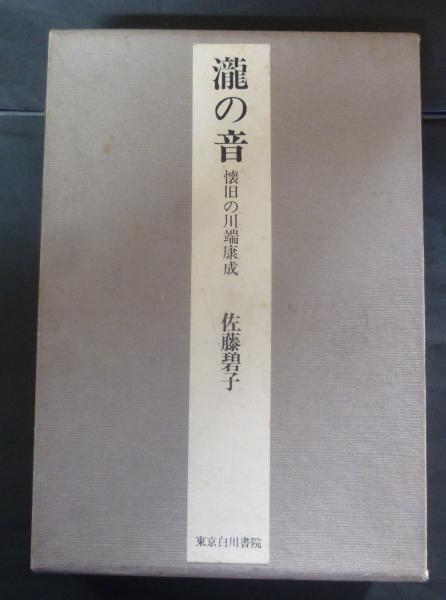 瀧の音
懐旧の川端康成
佐藤碧子
東京白川書院